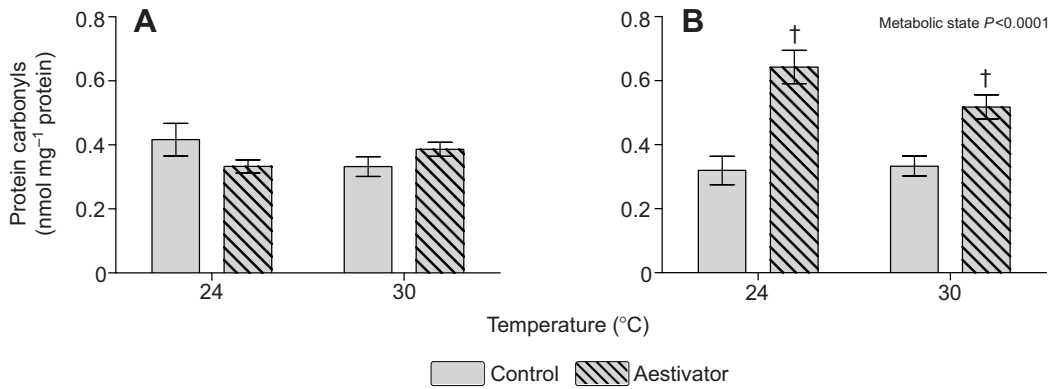 A
B
Metabolic state P<0.0001
†
†
Protein carbonyls
(nmol mg⁻¹ protein)
0.8
0.6
0.4
0.2
0
0.8
0.6
0.4
0.2
0
24
30
24
30
Temperature (°C)
Control
Aestivator